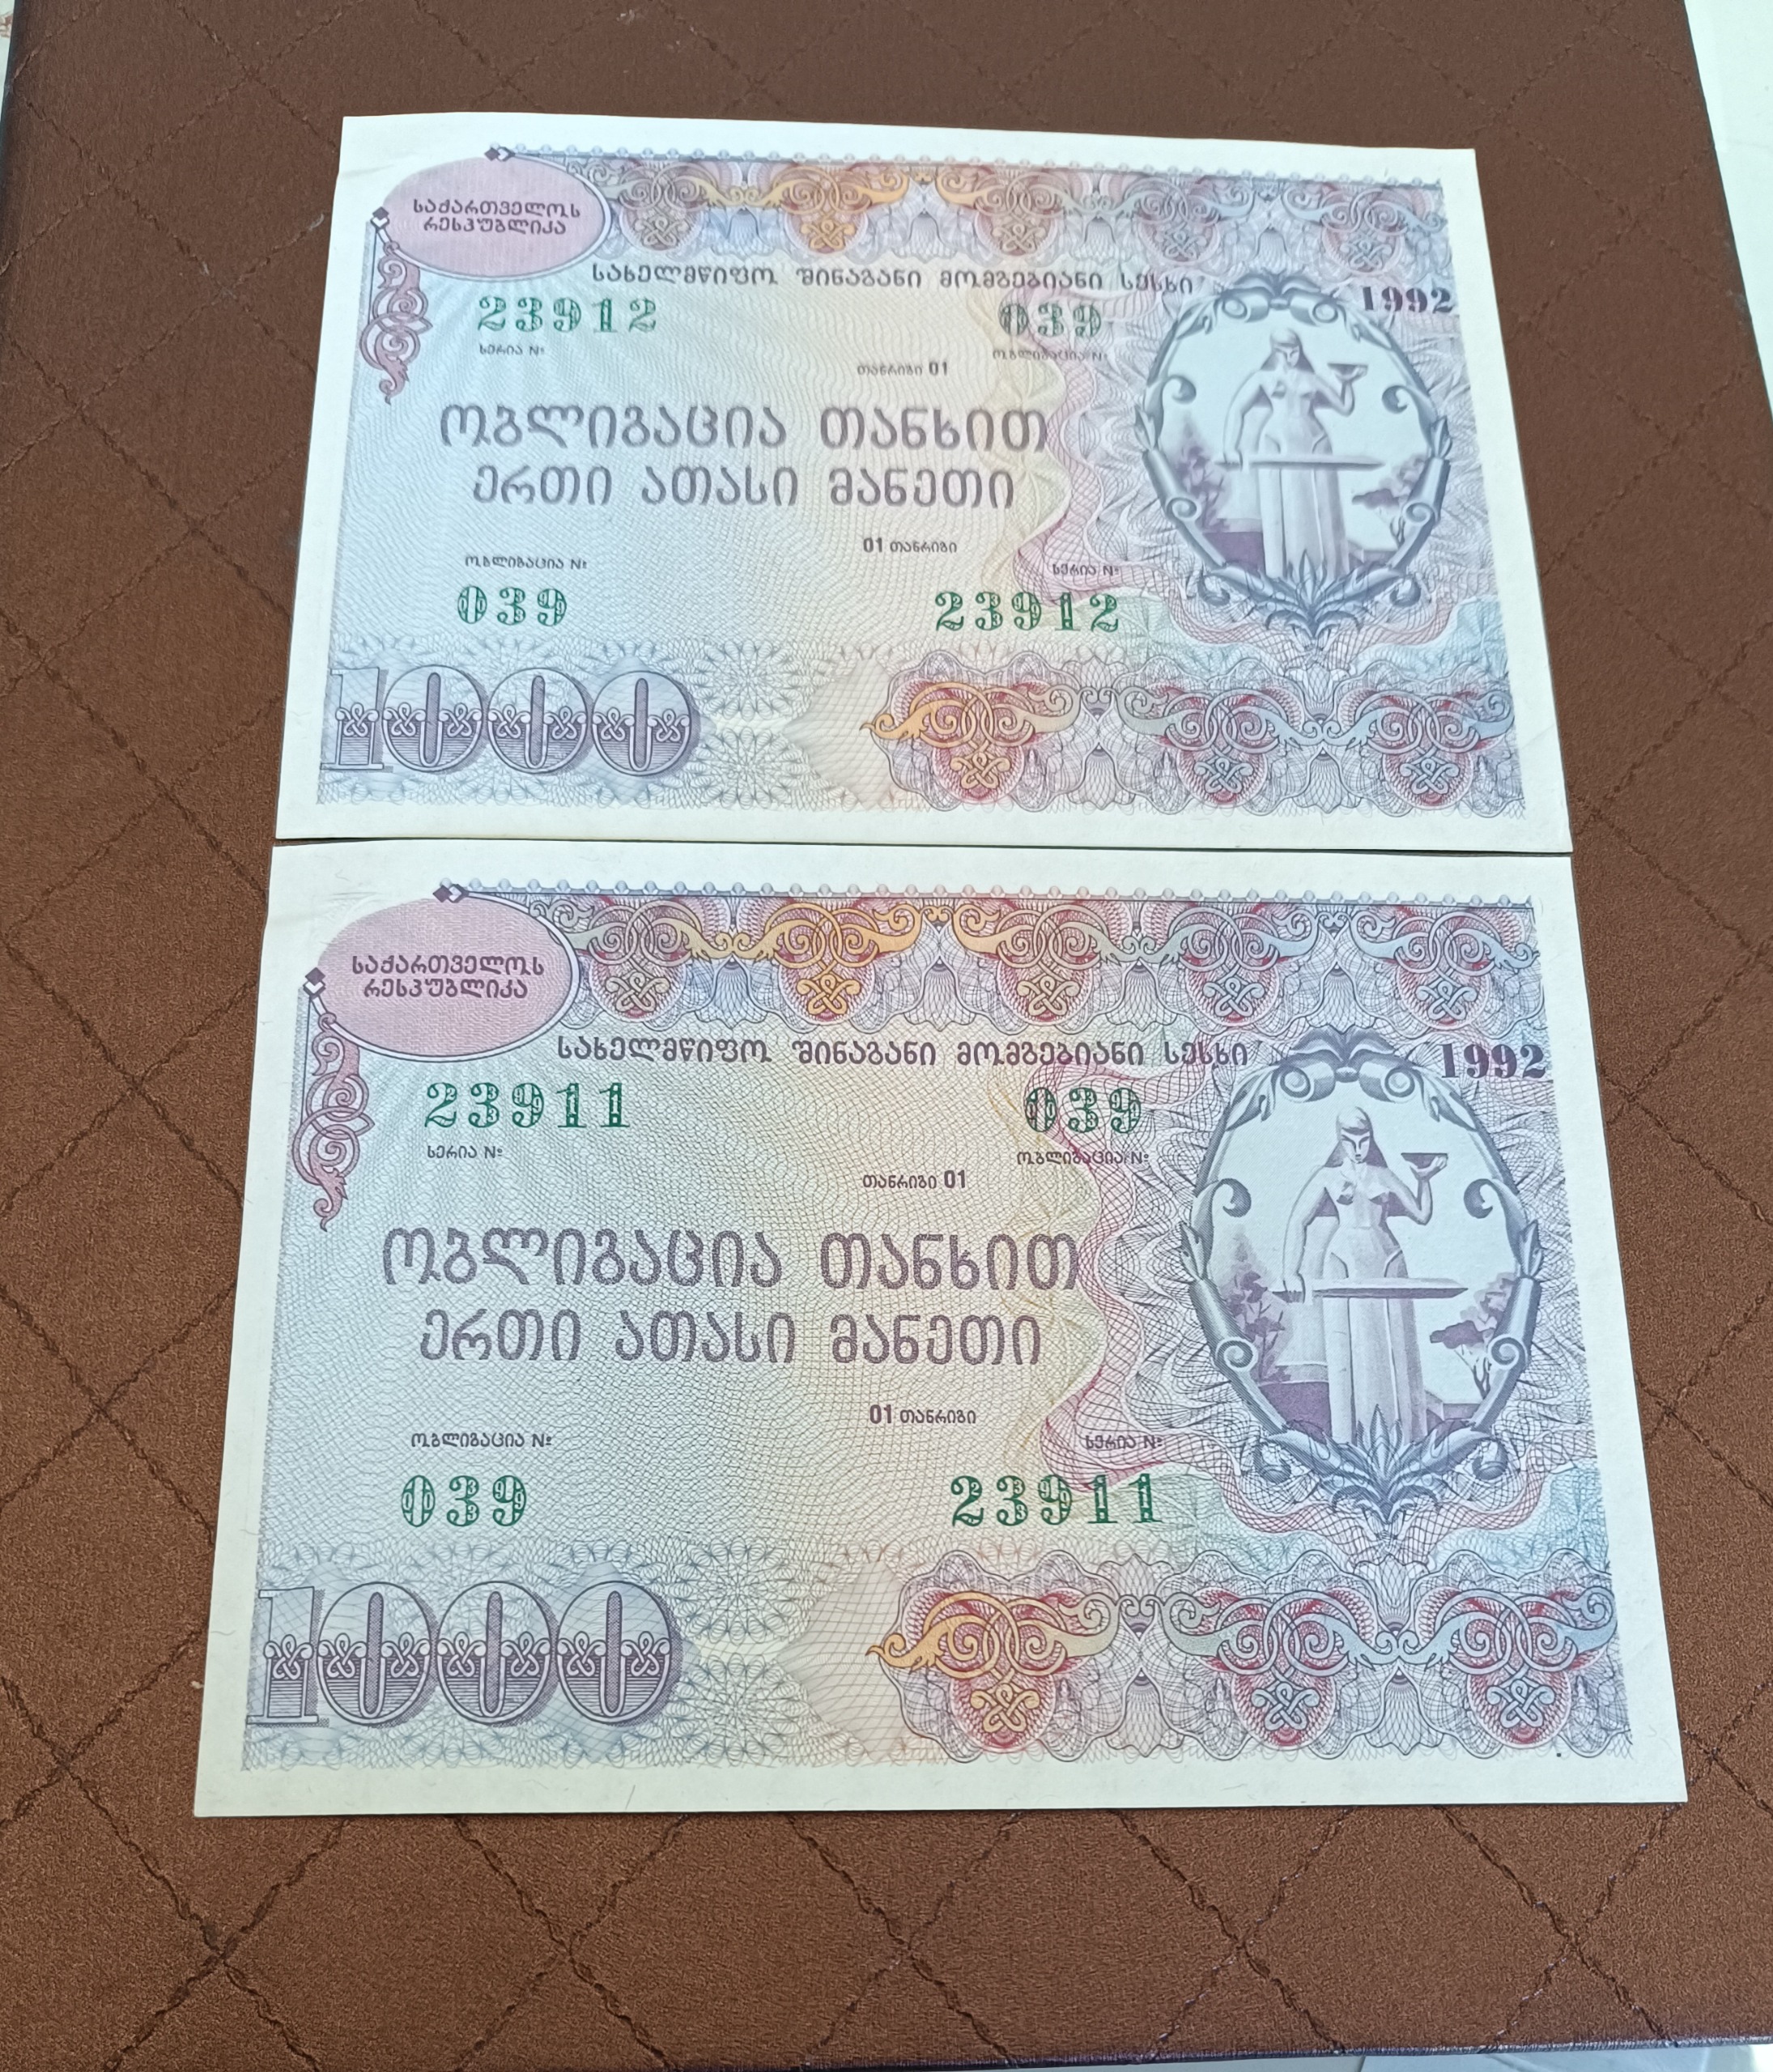 საქართველოს
რესპუბლიკა
სახელმწიფო შინაგანი მომგებიანი სესხი
1992
23912 039
სერია № ობლიგაცია №
თანრიგი 01
ობლიგაცია თანხით
ერთი ათასი მანეთი
01 თანრიგი
ობლიგაცია № სერია №
039 23912
1000
საქართველოს
რესპუბლიკა
სახელმწიფო შინაგანი მომგებიანი სესხი
1992
23911 039
სერია № ობლიგაცია №
თანრიგი 01
ობლიგაცია თანხით
ერთი ათასი მანეთი
01 თანრიგი
ობლიგაცია № სერია №
039 23911
1000